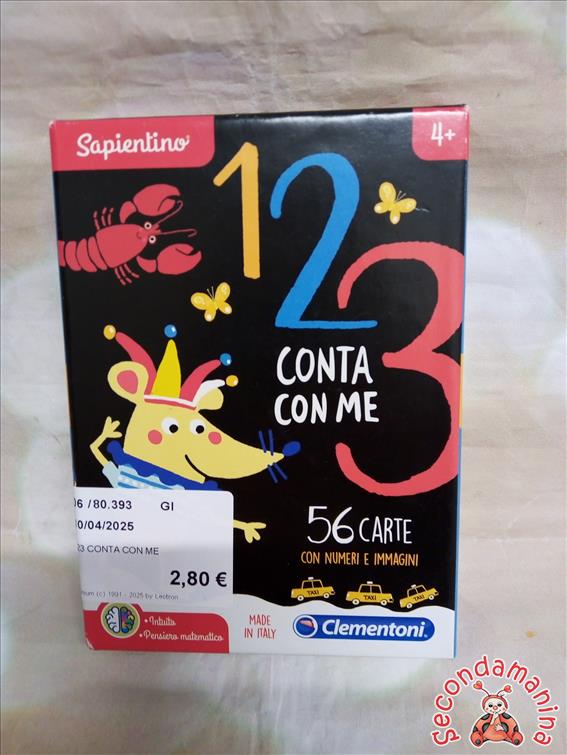 Sapientino
4+
1 2 3
CONTA
CON ME
56 CARTE
CON NUMERI E IMMAGINI
TAXI TAXI TAXI
/80.393 GI
0/04/2025
CONTA CON ME
2,80 €
(c) 1991 - 2025 by Leotron
• Intuito
• Pensiero matematico
MADE
IN ITALY
Clementoni
Secondamanina